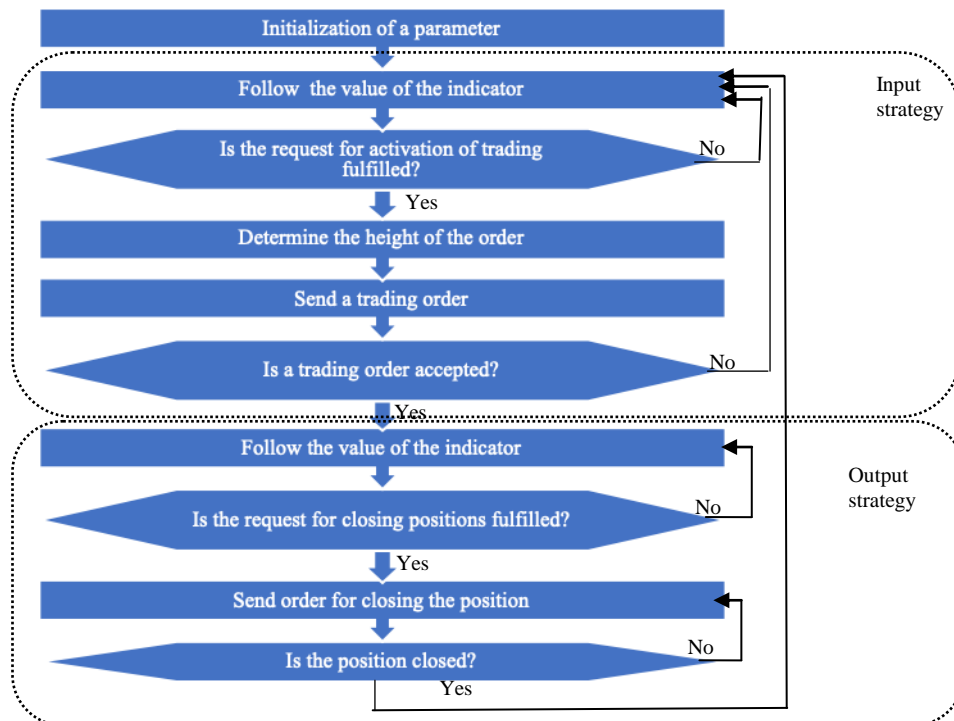 Initialization of a parameter
Follow the value of the indicator
Input
strategy
Is the request for activation of trading
fulfilled?
No
Yes
Determine the height of the order
Send a trading order
Is a trading order accepted?
No
Yes
Follow the value of the indicator
Output
strategy
Is the request for closing positions fulfilled?
No
Yes
Send order for closing the position
Is the position closed?
No
Yes